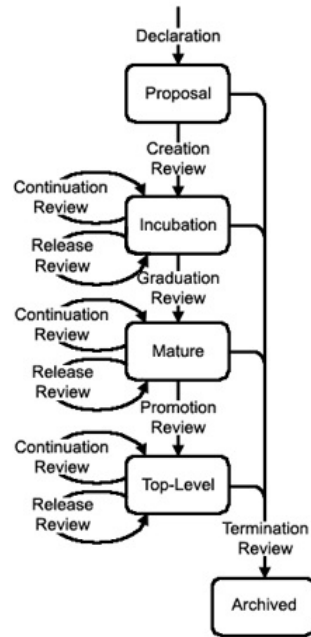 Declaration
Proposal
Creation
Review
Continuation
Review
Incubation
Release
Review
Graduation
Review
Continuation
Review
Mature
Release
Review
Promotion
Review
Continuation
Review
Top-Level
Release
Review
Termination
Review
Archived